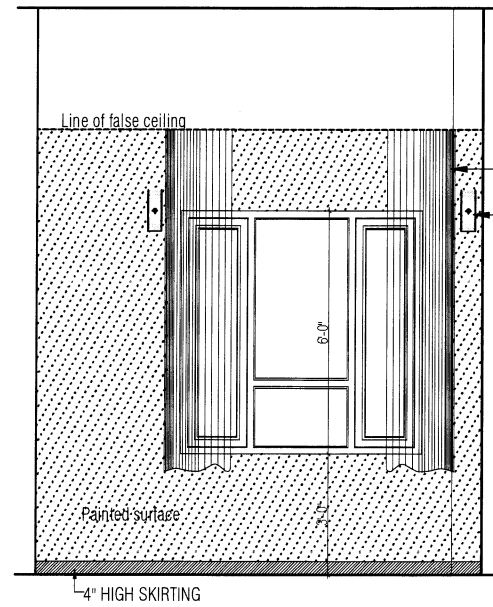 Line of false ceiling
6'-0"
3'-0"
Painted surface
4" HIGH SKIRTING